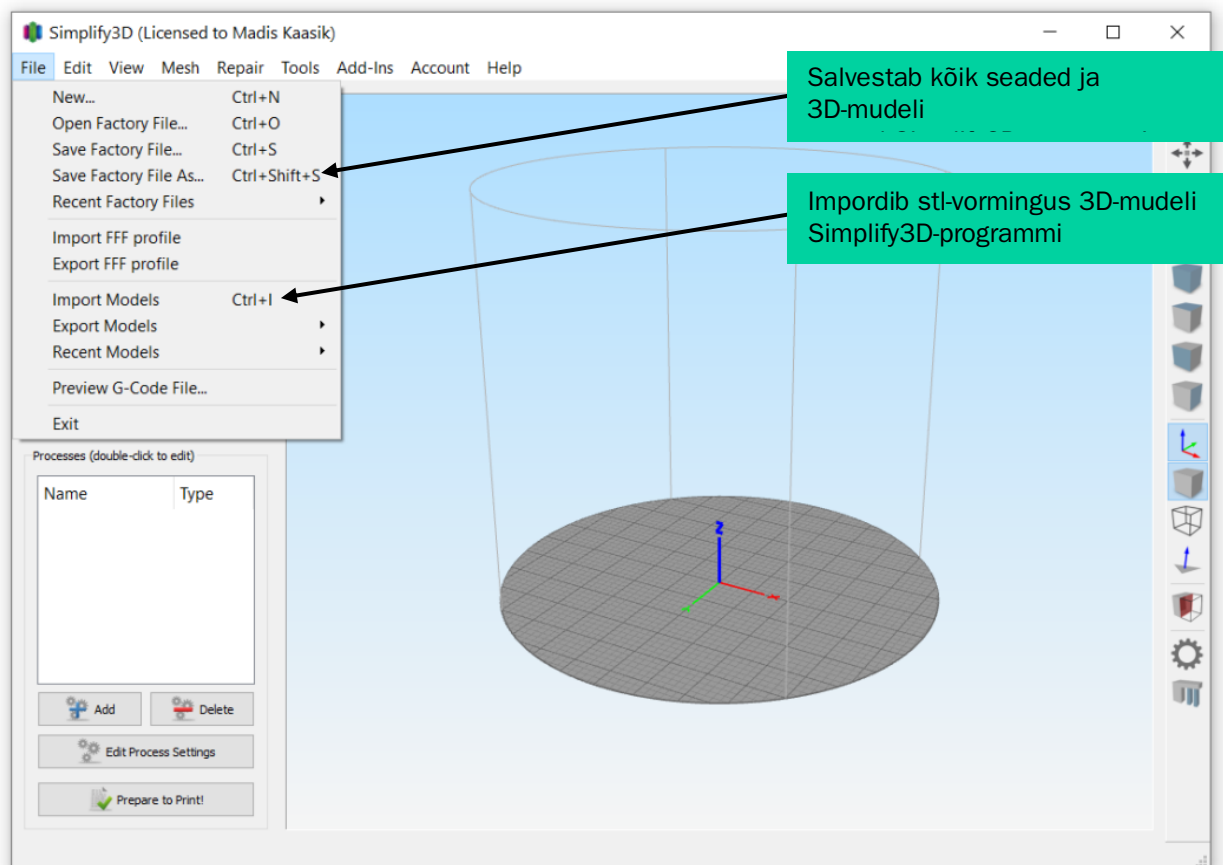 Simplify3D (Licensed to Madis Kaasik)
File Edit View Mesh Repair Tools Add-Ins Account Help
New... Ctrl+N
Open Factory File... Ctrl+O
Save Factory File... Ctrl+S
Save Factory File As... Ctrl+Shift+S
Recent Factory Files
Import FFF profile
Export FFF profile
Import Models Ctrl+I
Export Models
Recent Models
Preview G-Code File...
Exit
Salvestab kõik seaded ja
3D-mudeli
Impordib stl-vormingus 3D-mudeli
Simplify3D-programmi
Processes (double-click to edit)
Name Type
Add Delete
Edit Process Settings
Prepare to Print!
z
x